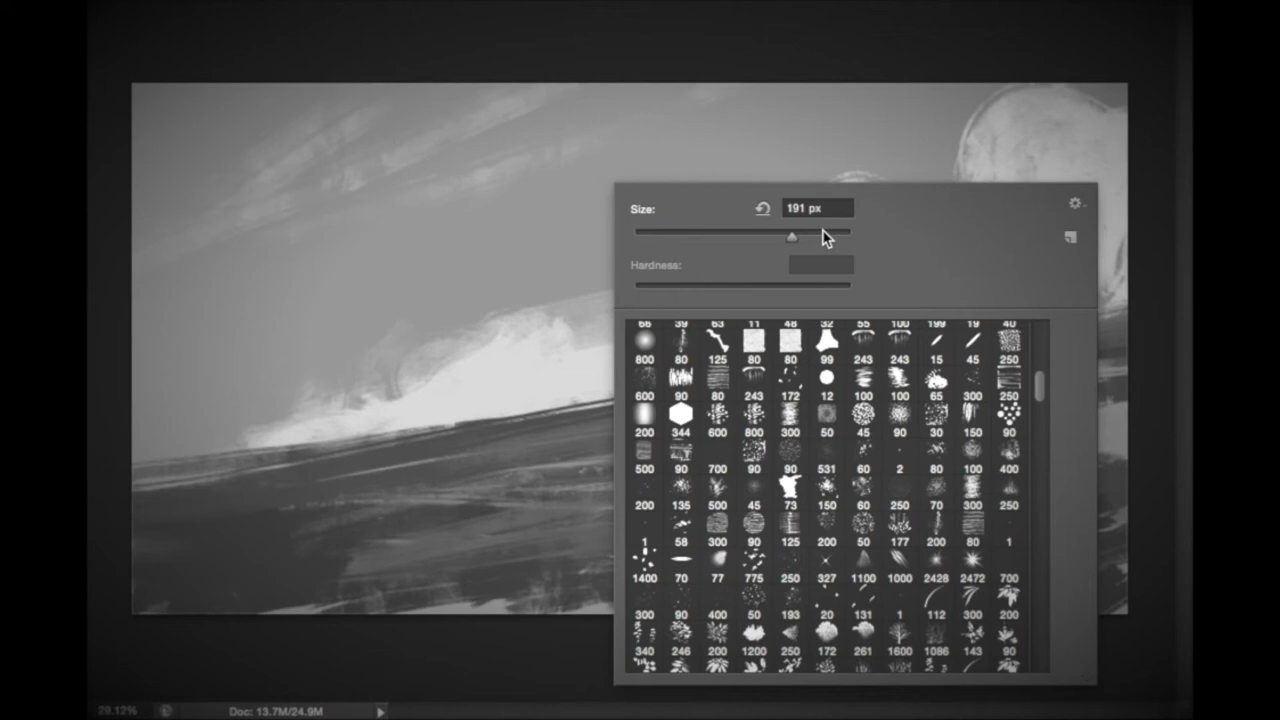 Size:
191 px
Hardness:
66 39 63 11 48 32 55 100 199 19 40
800 80 125 80 80 99 243 243 15 45 250
600 90 80 243 172 12 100 100 65 300 250
200 344 600 800 300 50 45 90 30 150 90
500 90 700 90 90 531 60 2 80 100 400
200 135 500 45 73 150 60 250 70 300 250
1 58 300 90 125 200 50 177 200 80 1
1400 70 77 775 250 327 1100 1000 2428 2472 700
300 90 400 50 193 20 131 1 112 300 200
340 246 200 1200 250 172 261 1600 1086 143 90
29.12%
Doc: 13.7M/24.9M